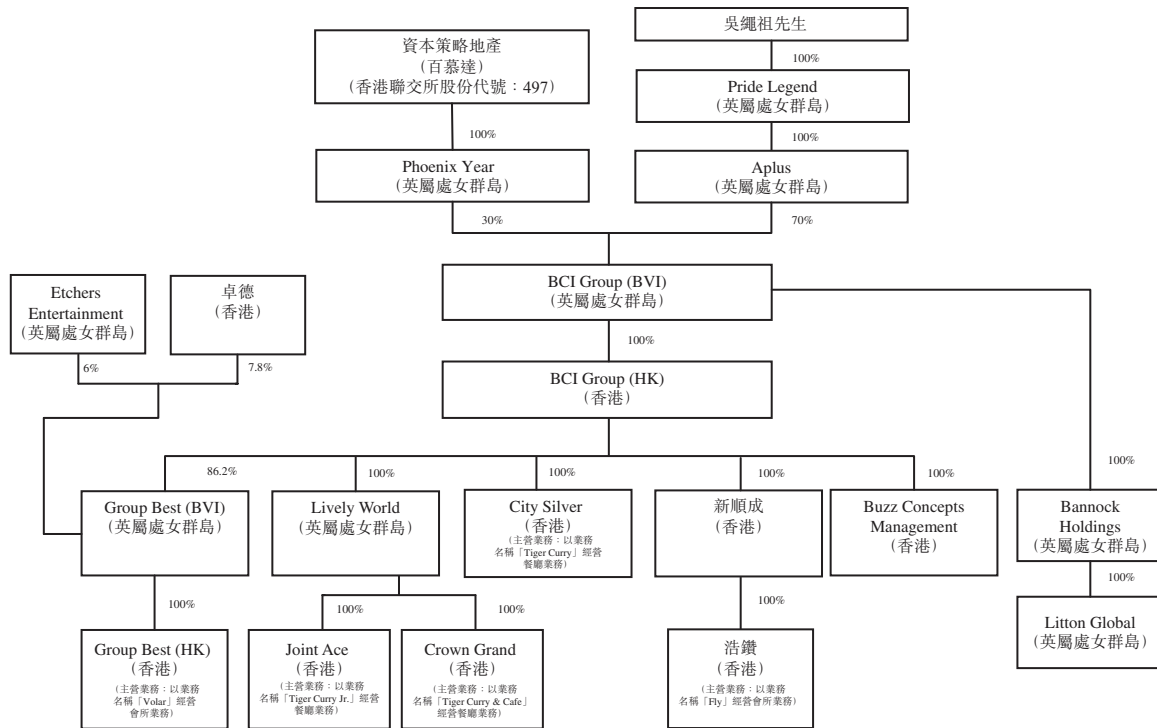 資本策略地產
(百慕達)
(香港聯交所股份代號：497)
吳繩祖先生
100%
Pride Legend
(英屬處女群島)
100%
100%
Phoenix Year
(英屬處女群島)
Aplus
(英屬處女群島)
30%
70%
Etchers
Entertainment
(英屬處女群島)
卓德
(香港)
BCI Group (BVI)
(英屬處女群島)
6%
7.8%
100%
BCI Group (HK)
(香港)
86.2%
100%
100%
100%
100%
100%
Group Best (BVI)
(英屬處女群島)
Lively World
(英屬處女群島)
City Silver
(香港)
(主營業務：以業務
名稱「Tiger Curry」經營
餐廳業務)
新順成
(香港)
Buzz Concepts
Management
(香港)
Bannock
Holdings
(英屬處女群島)
100%
100%
100%
100%
100%
Group Best (HK)
(香港)
(主營業務：以業務
名稱「Volar」經營
會所業務)
Joint Ace
(香港)
(主營業務：以業務
名稱「Tiger Curry Jr.」經營
餐廳業務)
Crown Grand
(香港)
(主營業務：以業務
名稱「Tiger Curry & Cafe」
經營餐廳業務)
浩鑽
(香港)
(主營業務：以業務
名稱「Fly」經營會所業務)
Litton Global
(英屬處女群島)